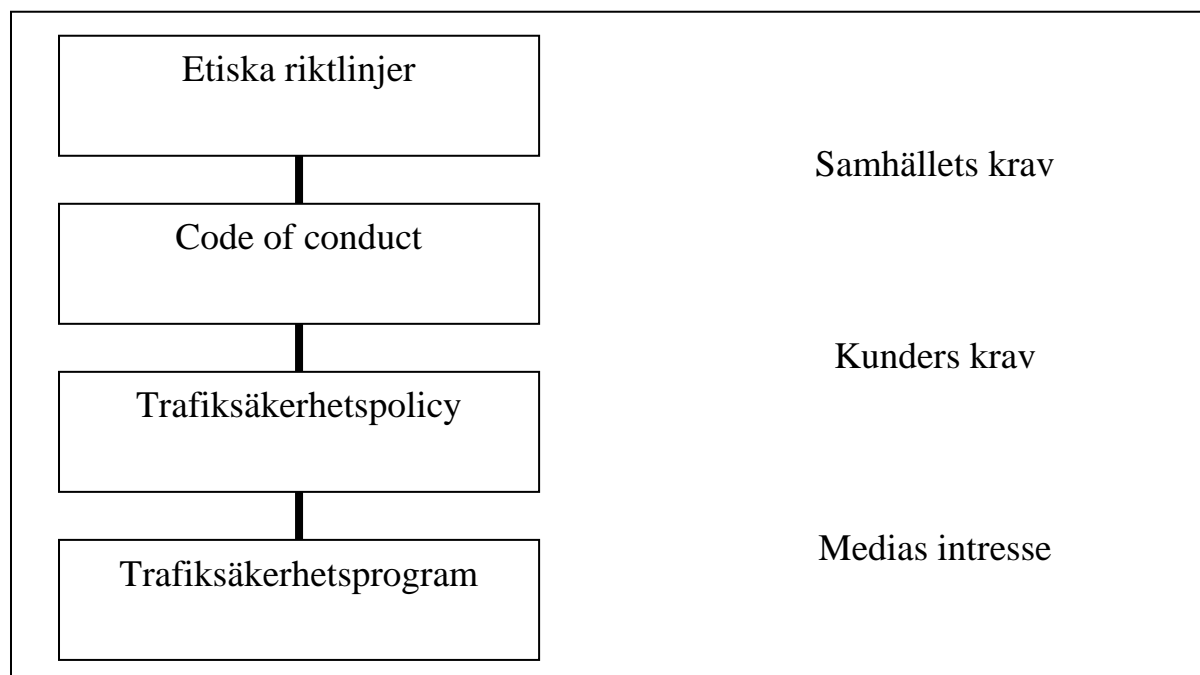 Etiska riktlinjer
Samhällets krav
Code of conduct
Kunders krav
Trafiksäkerhetspolicy
Medias intresse
Trafiksäkerhetsprogram